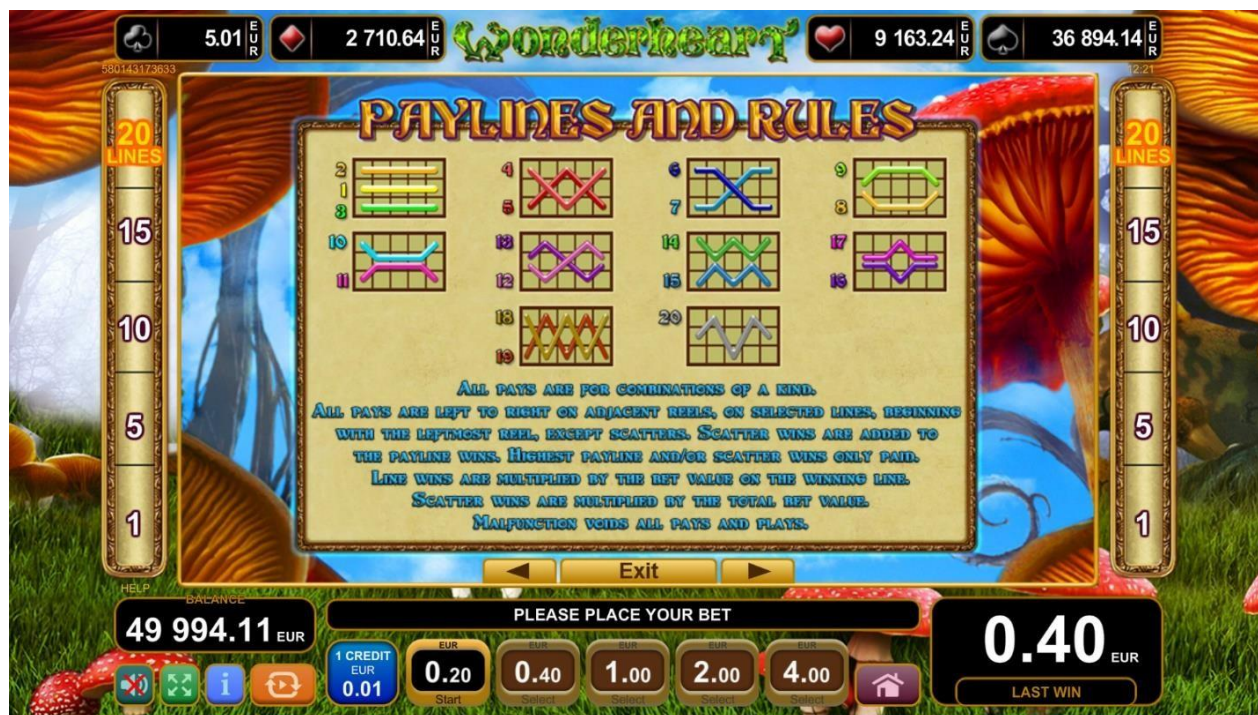 5.01 EUR
2 710.64 EUR
Wonderheart
9 163.24 EUR
36 894.14 EUR
580143173633
12:21
PAYLINES AND RULES
20 LINES
15
10
5
1
20 LINES
15
10
5
1
2
1
3
4
5
6
7
9
8
10
11
13
12
14
15
17
16
18
19
20
ALL PAYS ARE FOR COMBINATIONS OF A KIND.
ALL PAYS ARE LEFT TO RIGHT ON ADJACENT REELS, ON SELECTED LINES, BEGINNING
WITH THE LEFTMOST REEL, EXCEPT SCATTERS. SCATTER WINS ARE ADDED TO
THE PAYLINE WINS. HIGHEST PAYLINE AND/OR SCATTER WINS ONLY PAID.
LINE WINS ARE MULTIPLIED BY THE BET VALUE ON THE WINNING LINE.
SCATTER WINS ARE MULTIPLIED BY THE TOTAL BET VALUE.
MALFUNCTION VOIDS ALL PAYS AND PLAYS.
Exit
HELP
BALANCE
49 994.11 EUR
PLEASE PLACE YOUR BET
0.40 EUR
LAST WIN
1 CREDIT
EUR
0.01
EUR
0.20
Start
EUR
0.40
Select
EUR
1.00
Select
EUR
2.00
Select
EUR
4.00
Select